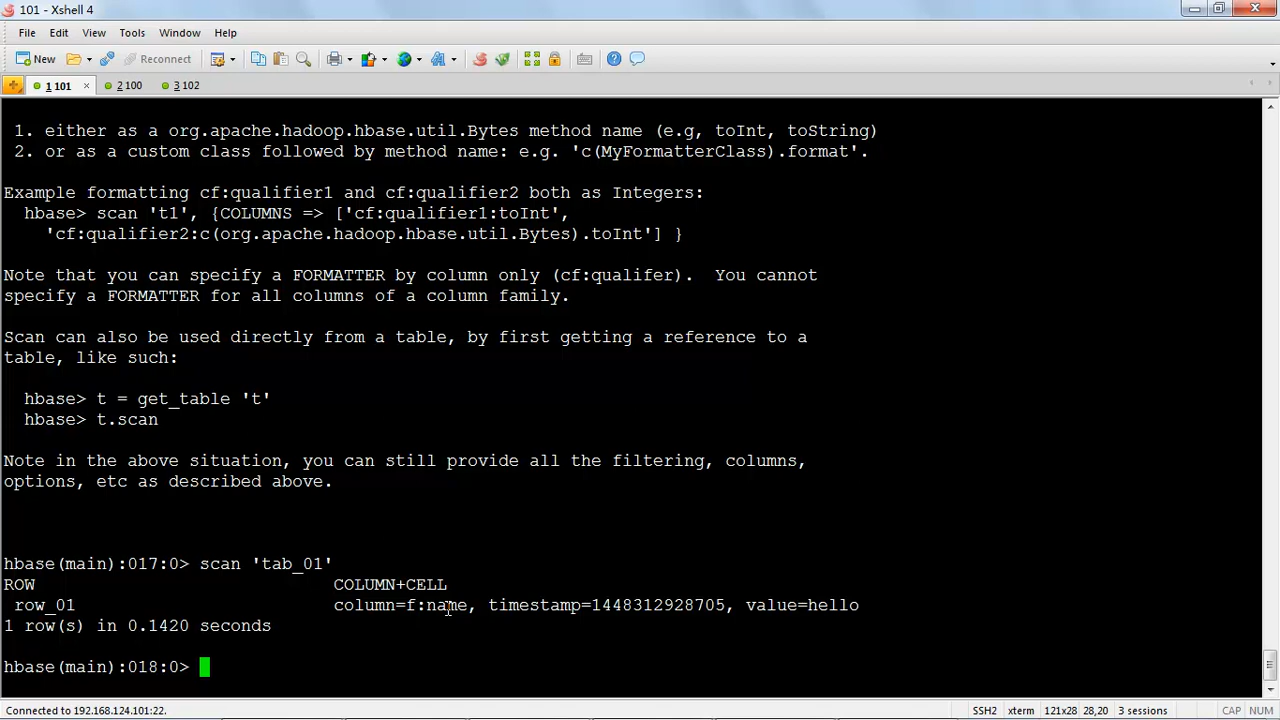 101 - Xshell 4
File Edit View Tools Window Help
New Reconnect
1 101 2 100 3 102
1. either as a org.apache.hadoop.hbase.util.Bytes method name (e.g, toInt, toString)
2. or as a custom class followed by method name: e.g. 'c(MyFormatterClass).format'.
Example formatting cf:qualifier1 and cf:qualifier2 both as Integers:
hbase> scan 't1', {COLUMNS => ['cf:qualifier1:toInt',
'cf:qualifier2:c(org.apache.hadoop.hbase.util.Bytes).toInt'] }
Note that you can specify a FORMATTER by column only (cf:qualifer). You cannot
specify a FORMATTER for all columns of a column family.
Scan can also be used directly from a table, by first getting a reference to a
table, like such:
hbase> t = get_table 't'
hbase> t.scan
Note in the above situation, you can still provide all the filtering, columns,
options, etc as described above.
hbase(main):017:0> scan 'tab_01'
ROW COLUMN+CELL
row_01 column=f:name, timestamp=1448312928705, value=hello
1 row(s) in 0.1420 seconds
hbase(main):018:0>
Connected to 192.168.124.101:22. SSH2 xterm 121x28 28,20 3 sessions CAP NUM